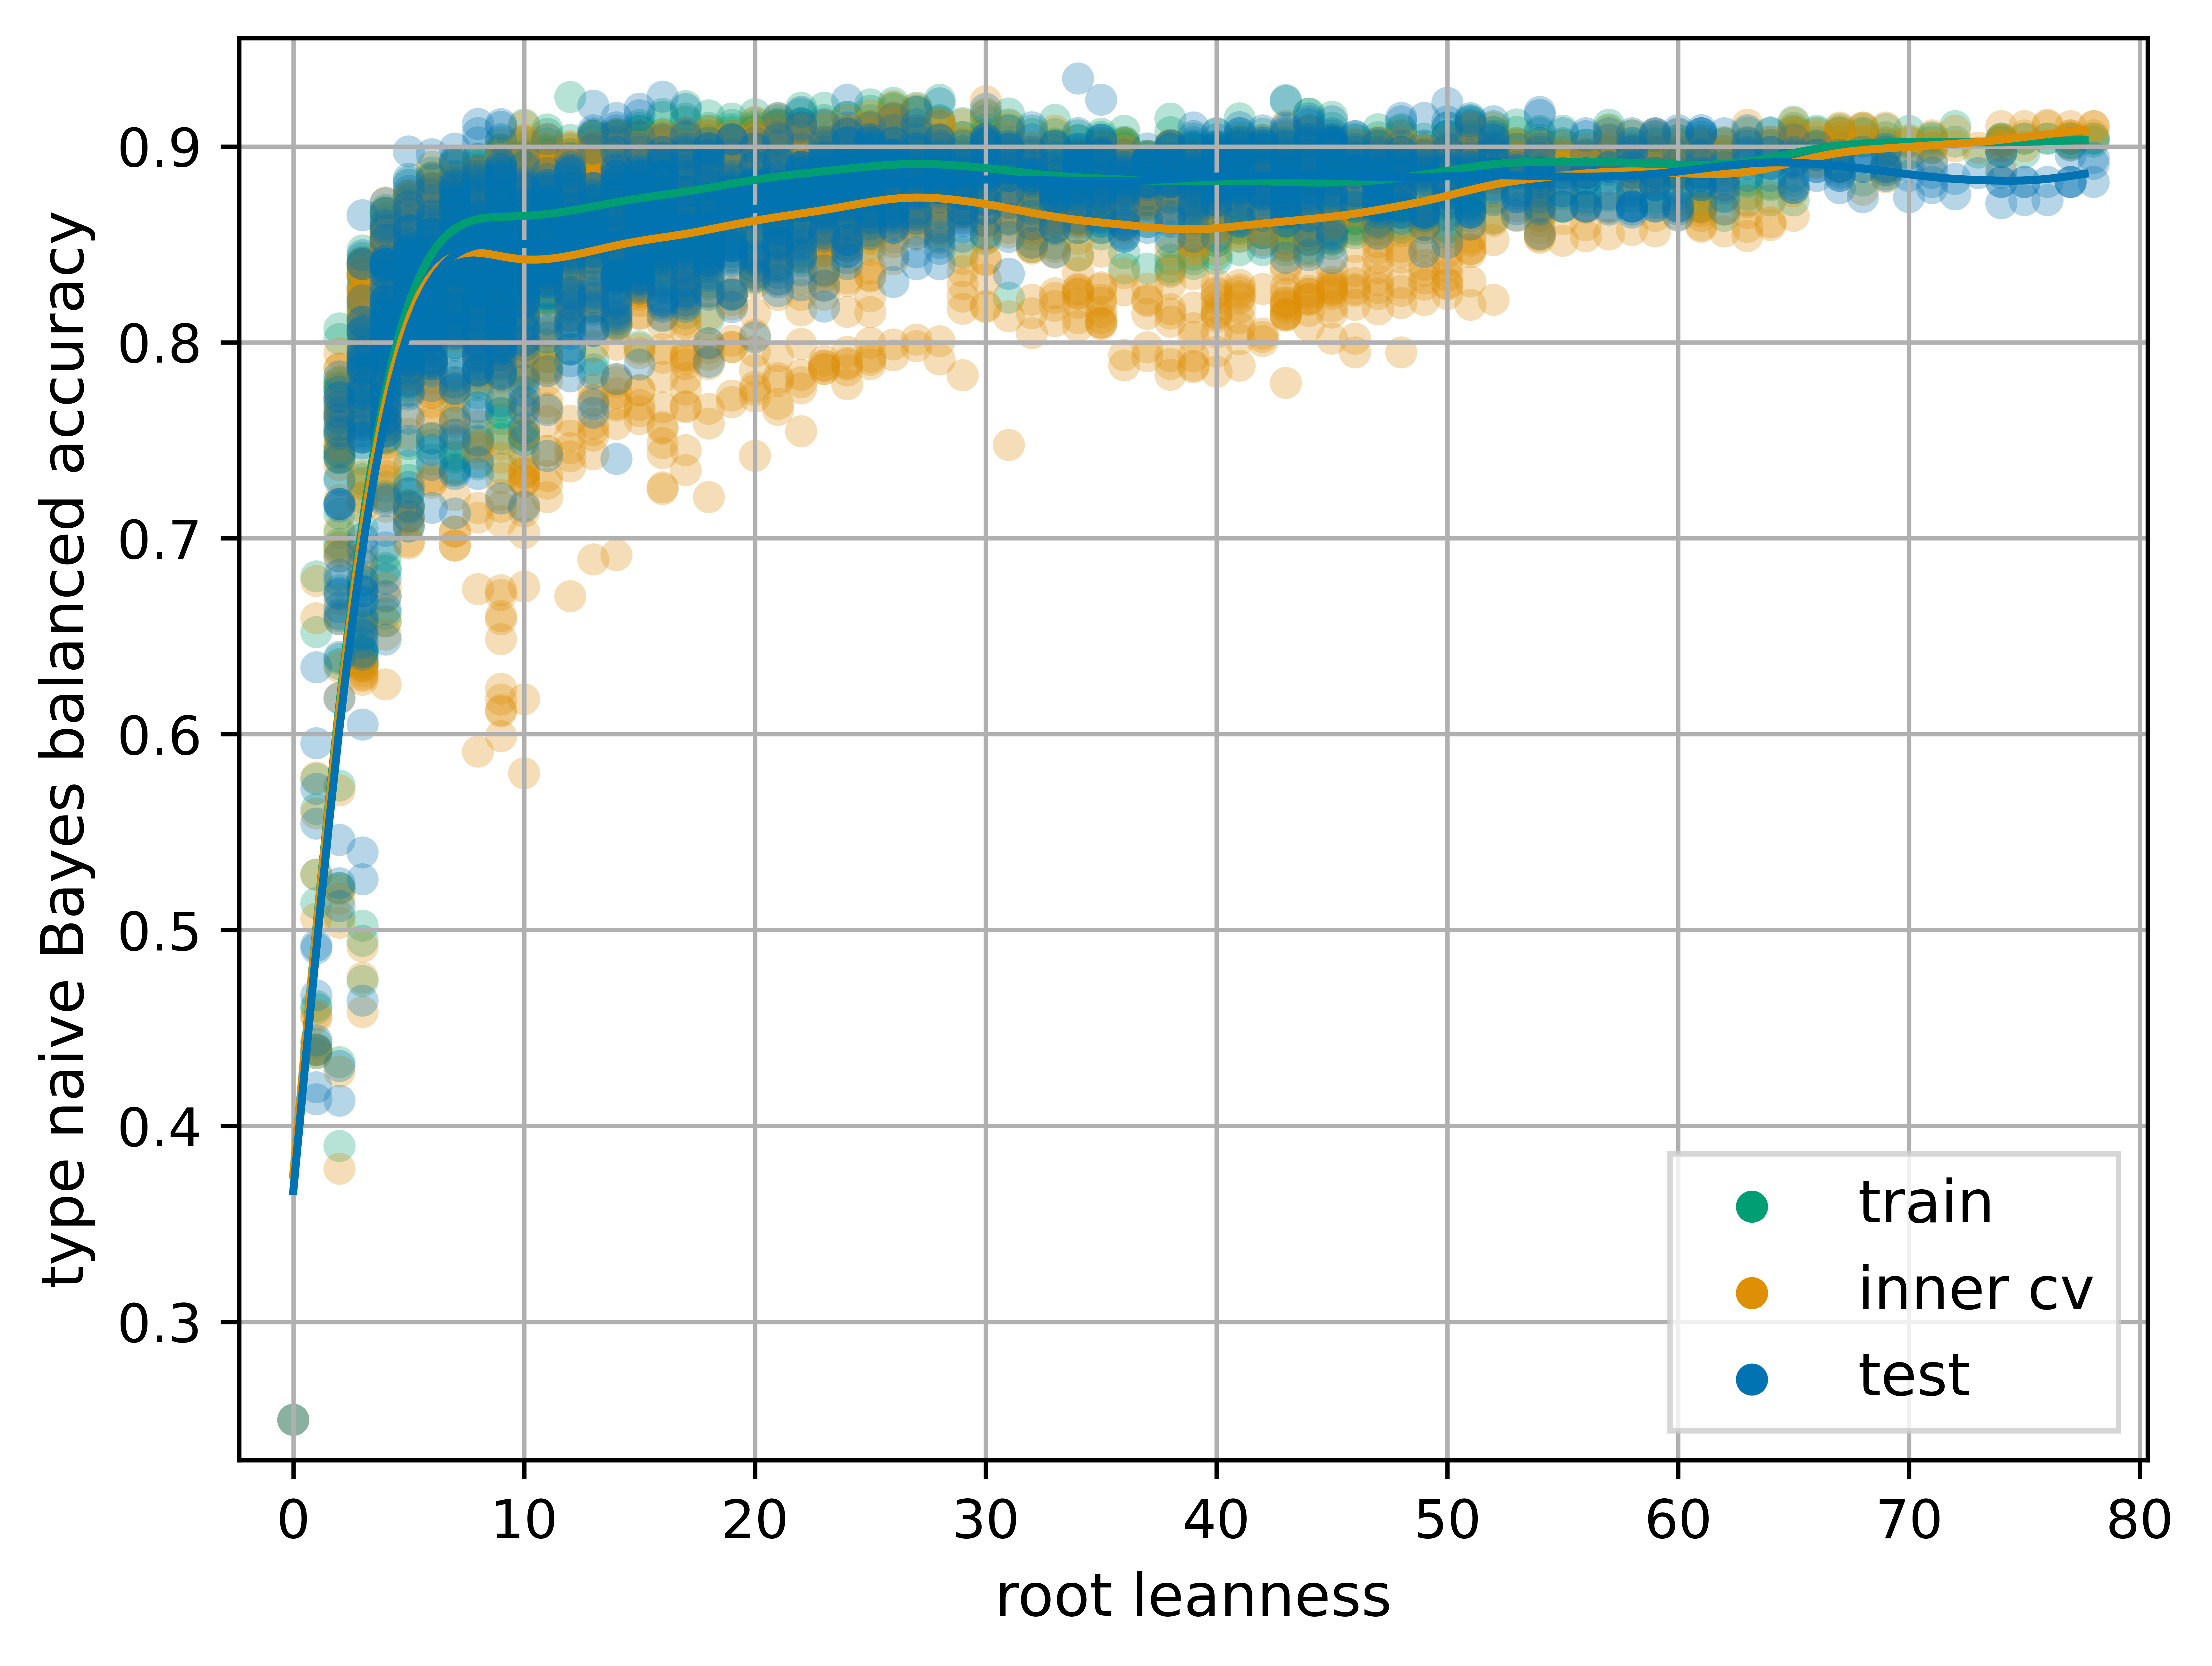 type naive Bayes balanced accuracy
0.9
0.8
0.7
0.6
0.5
0.4
0.3
train
inner cv
test
0 10 20 30 40 50 60 70 80
root leanness